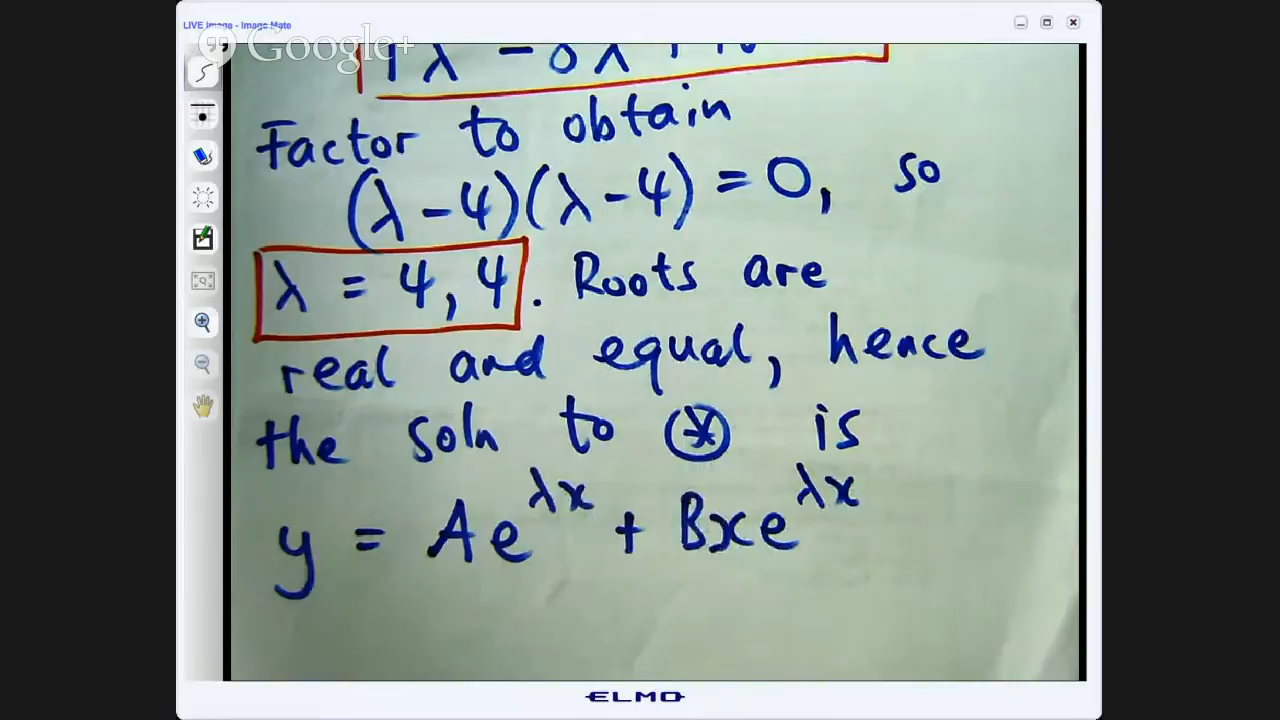 LIVE Image - Image Mate
Google+
Factor to obtain
(λ - 4)(λ - 4) = 0, so
λ = 4, 4. Roots are
real and equal, hence
the soln to ⊛ is
y = Ae^λx + Bxe^λx
ELMO